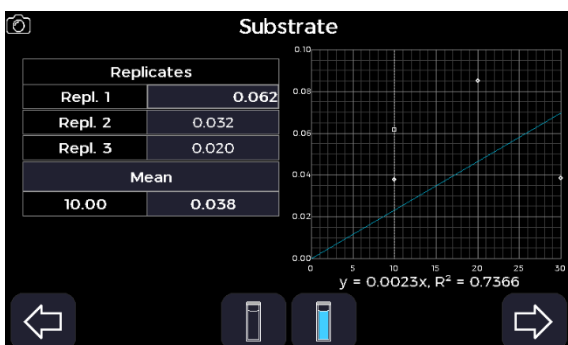 Substrate
Replicates
Repl. 1 0.062
Repl. 2 0.032
Repl. 3 0.020
Mean
10.00 0.038
0.10
0.08
0.06
0.04
0.02
0.00
0 5 10 15 20 25 30
y = 0.0023x, R² = 0.7366